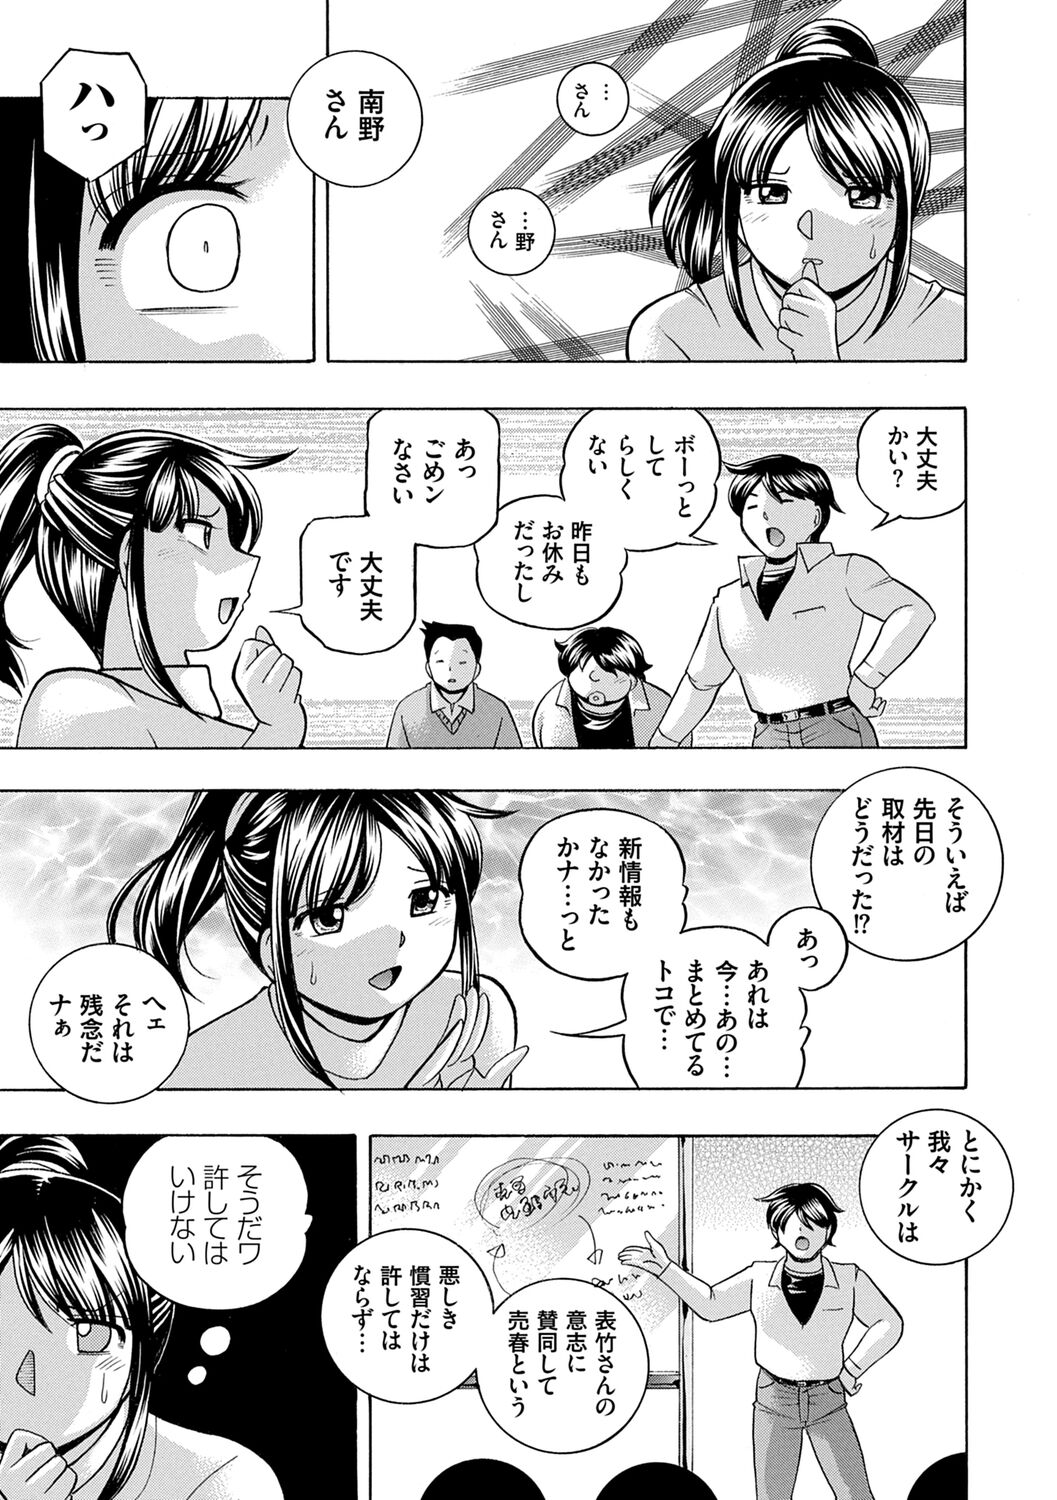 …
さん
…野
さん
南野
さん
ハっ
大丈夫
かい？
ボーっと
して
らしく
ない
昨日も
お休み
だったし
あっ
ごめン
なさい
大丈夫
です
そういえば
先日の
取材は
どうだった!?
あっ
あれは
今…あの…
まとめてる
トコで…
新情報も
なかった
かナ…っと
ヘェ
それは
残念だ
ナぁ
とにかく
我々
サークルは
表竹さんの
意志に
賛同して
売春という
悪しき
慣習だけは
許しては
ならず…
そうだワ
許しては
いけない